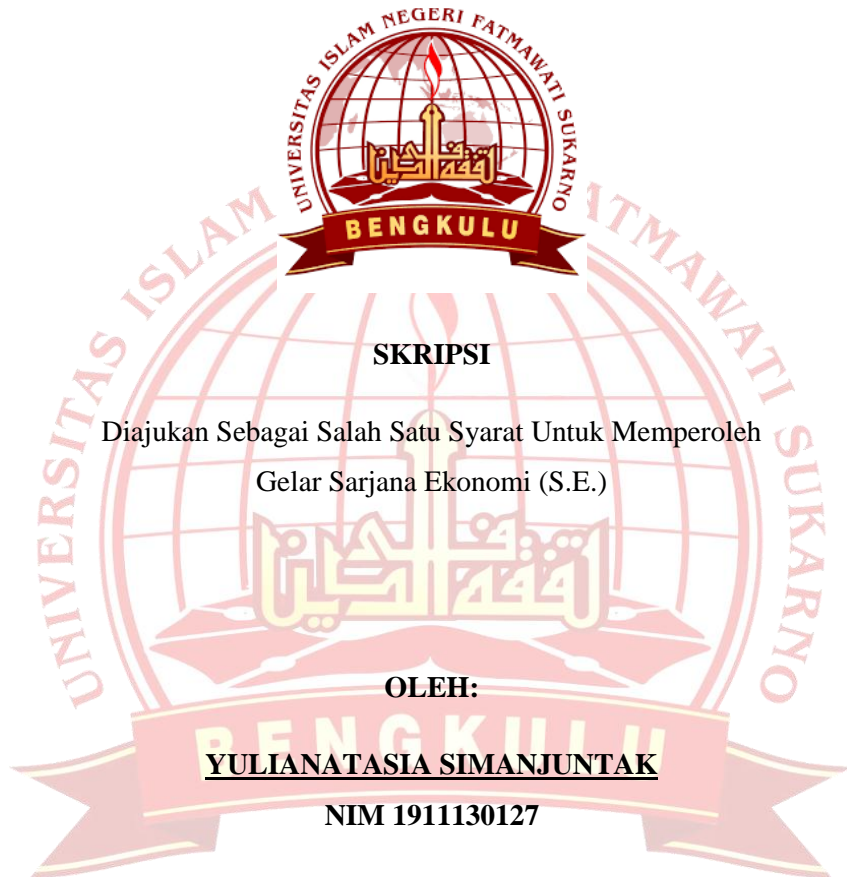 UNIVERSITAS ISLAM NEGERI FATMAWATI SUKARNO
BENGKULU
SKRIPSI
Diajukan Sebagai Salah Satu Syarat Untuk Memperoleh
Gelar Sarjana Ekonomi (S.E.)
OLEH:
YULIANATASIA SIMANJUNTAK
NIM 1911130127